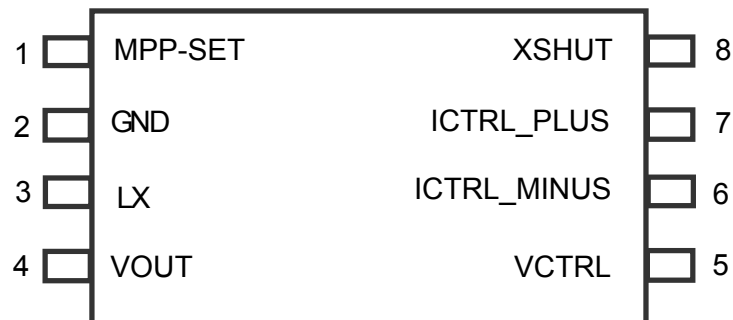 1 MPP-SET XSHUT 8
2 GND ICTRL_PLUS 7
3 LX ICTRL_MINUS 6
4 VOUT VCTRL 5